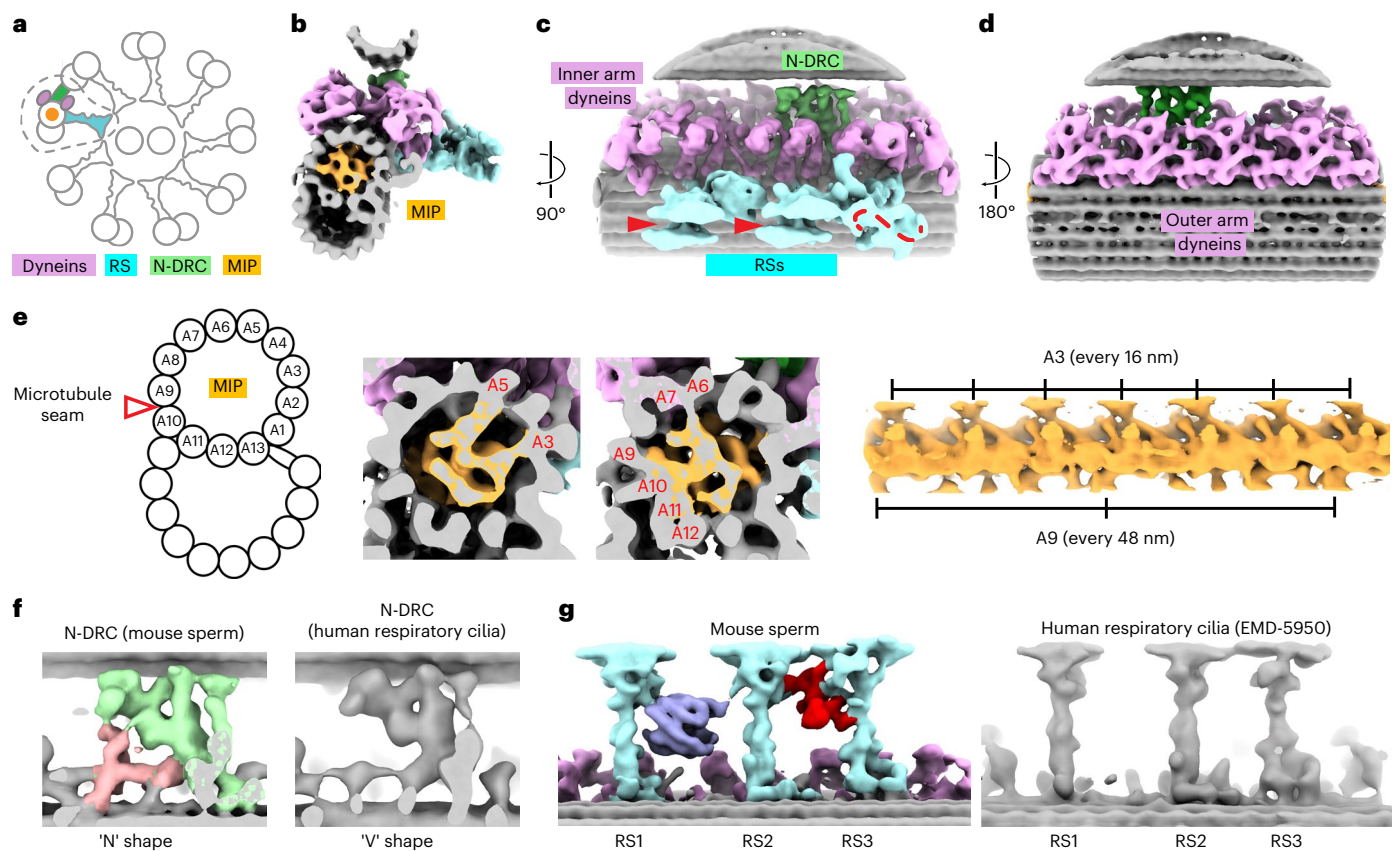 a
Dyneins RS N-DRC MIP
b
MIP
90°
c
N-DRC
Inner arm
dyneins
RSs
180°
d
Outer arm
dyneins
e
Microtubule
seam
MIP
A6 A5
A7 A4
A8 A3
A9 A2
A10 A1
A11 A12 A13
A5
A3
A6
A7
A9
A10
A11
A12
A3 (every 16 nm)
A9 (every 48 nm)
f
N-DRC (mouse sperm)
'N' shape
N-DRC
(human respiratory cilia)
'V' shape
g
Mouse sperm
RS1 RS2 RS3
Human respiratory cilia (EMD-5950)
RS1 RS2 RS3